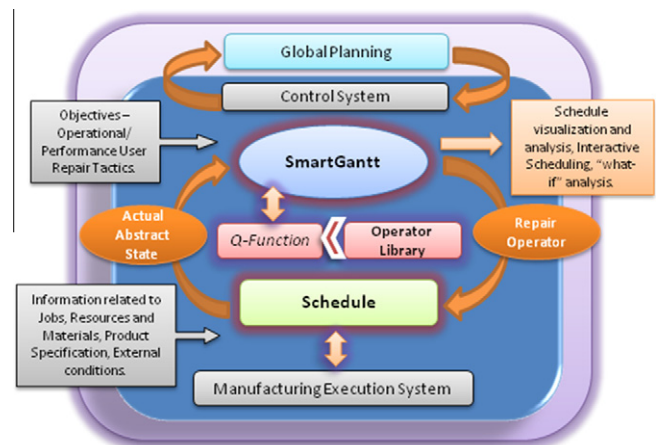 Global Planning
Control System
Objectives –
Operational/
Performance User
Repair Tactics.
Schedule
visualization and
analysis, Interactive
Scheduling, "what-
if" analysis.
SmartGantt
Actual
Abstract
State
Q-Function
Operator
Library
Repair
Operator
Schedule
Information related to
Jobs, Resources and
Materials, Product
Specification, External
conditions.
Manufacturing Execution System